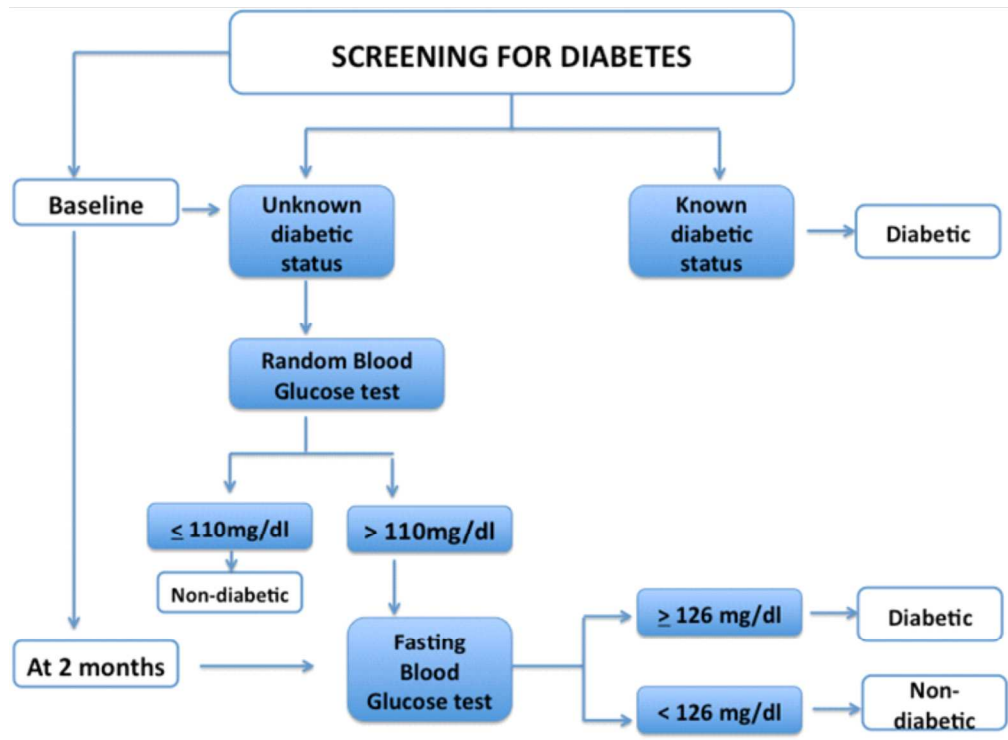 SCREENING FOR DIABETES
Baseline
Unknown
diabetic
status
Known
diabetic
status
Diabetic
Random Blood
Glucose test
≤ 110mg/dl
> 110mg/dl
Non-diabetic
At 2 months
Fasting
Blood
Glucose test
≥ 126 mg/dl
Diabetic
< 126 mg/dl
Non-
diabetic